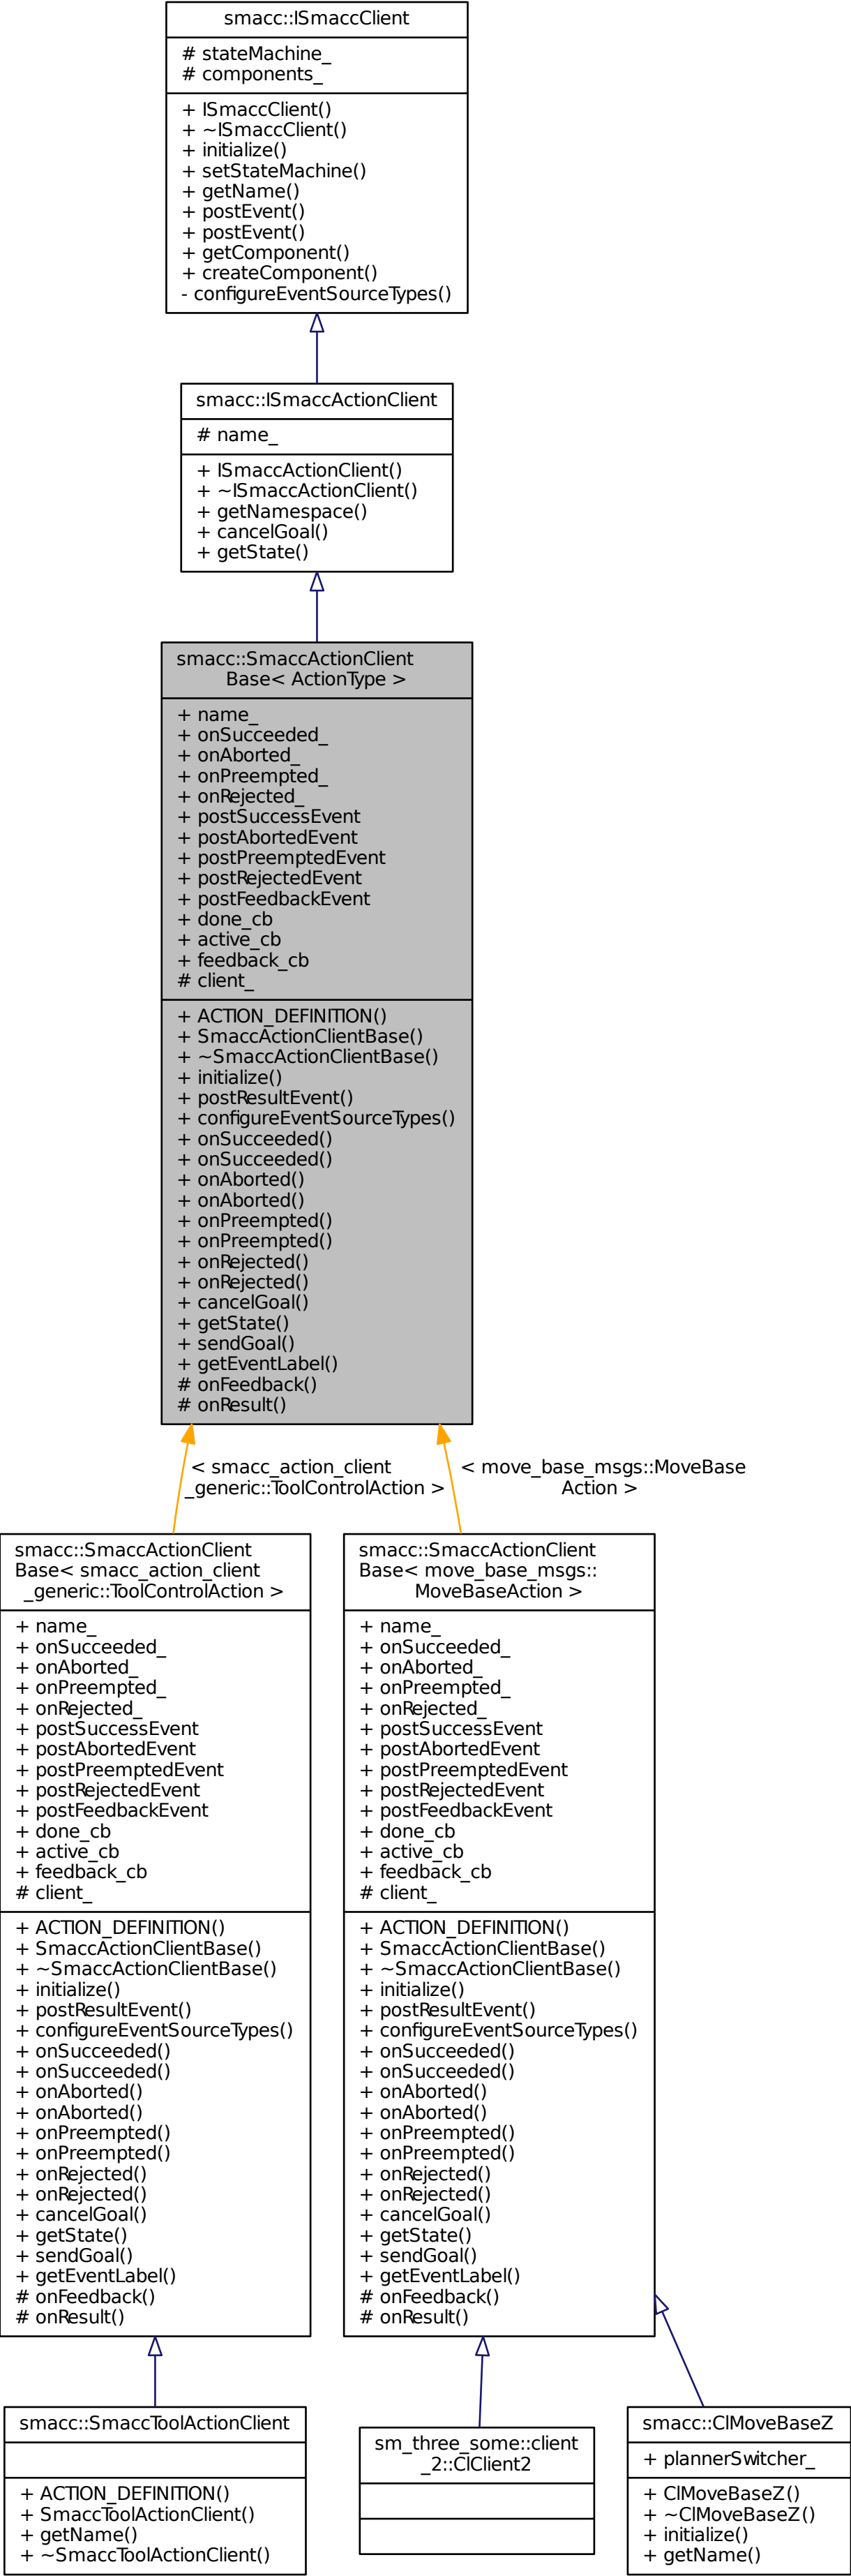 smacc::ISmaccClient
# stateMachine_
# components_
+ ISmaccClient()
+ ~ISmaccClient()
+ initialize()
+ setStateMachine()
+ getName()
+ postEvent()
+ postEvent()
+ getComponent()
+ createComponent()
- configureEventSourceTypes()
smacc::ISmaccActionClient
# name_
+ ISmaccActionClient()
+ ~ISmaccActionClient()
+ getNamespace()
+ cancelGoal()
+ getState()
smacc::SmaccActionClient
Base< ActionType >
+ name_
+ onSucceeded_
+ onAborted_
+ onPreempted_
+ onRejected_
+ postSuccessEvent
+ postAbortedEvent
+ postPreemptedEvent
+ postRejectedEvent
+ postFeedbackEvent
+ done_cb
+ active_cb
+ feedback_cb
# client_
+ ACTION_DEFINITION()
+ SmaccActionClientBase()
+ ~SmaccActionClientBase()
+ initialize()
+ postResultEvent()
+ configureEventSourceTypes()
+ onSucceeded()
+ onSucceeded()
+ onAborted()
+ onAborted()
+ onPreempted()
+ onPreempted()
+ onRejected()
+ onRejected()
+ cancelGoal()
+ getState()
+ sendGoal()
+ getEventLabel()
# onFeedback()
# onResult()
< smacc_action_client
_generic::ToolControlAction >
< move_base_msgs::MoveBase
Action >
smacc::SmaccActionClient
Base< smacc_action_client
_generic::ToolControlAction >
+ name_
+ onSucceeded_
+ onAborted_
+ onPreempted_
+ onRejected_
+ postSuccessEvent
+ postAbortedEvent
+ postPreemptedEvent
+ postRejectedEvent
+ postFeedbackEvent
+ done_cb
+ active_cb
+ feedback_cb
# client_
+ ACTION_DEFINITION()
+ SmaccActionClientBase()
+ ~SmaccActionClientBase()
+ initialize()
+ postResultEvent()
+ configureEventSourceTypes()
+ onSucceeded()
+ onSucceeded()
+ onAborted()
+ onAborted()
+ onPreempted()
+ onPreempted()
+ onRejected()
+ onRejected()
+ cancelGoal()
+ getState()
+ sendGoal()
+ getEventLabel()
# onFeedback()
# onResult()
smacc::SmaccActionClient
Base< move_base_msgs::
MoveBaseAction >
+ name_
+ onSucceeded_
+ onAborted_
+ onPreempted_
+ onRejected_
+ postSuccessEvent
+ postAbortedEvent
+ postPreemptedEvent
+ postRejectedEvent
+ postFeedbackEvent
+ done_cb
+ active_cb
+ feedback_cb
# client_
+ ACTION_DEFINITION()
+ SmaccActionClientBase()
+ ~SmaccActionClientBase()
+ initialize()
+ postResultEvent()
+ configureEventSourceTypes()
+ onSucceeded()
+ onSucceeded()
+ onAborted()
+ onAborted()
+ onPreempted()
+ onPreempted()
+ onRejected()
+ onRejected()
+ cancelGoal()
+ getState()
+ sendGoal()
+ getEventLabel()
# onFeedback()
# onResult()
smacc::SmaccToolActionClient
+ ACTION_DEFINITION()
+ SmaccToolActionClient()
+ getName()
+ ~SmaccToolActionClient()
sm_three_some::client
_2::ClClient2
smacc::ClMoveBaseZ
+ plannerSwitcher_
+ ClMoveBaseZ()
+ ~ClMoveBaseZ()
+ initialize()
+ getName()